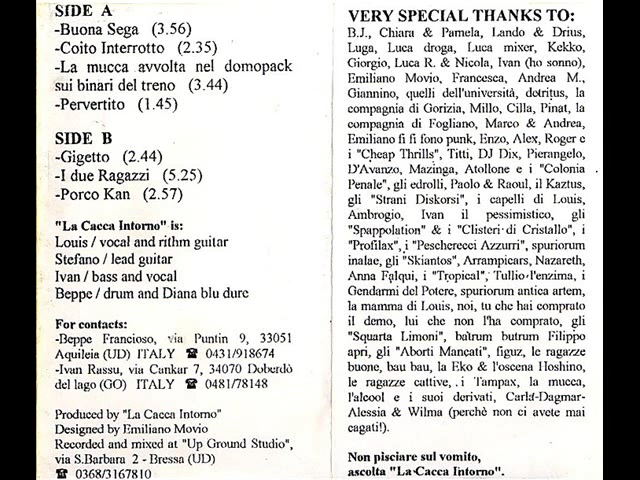 SIDE A
-Buona Sega (3.56)
-Coito Interrotto (2.35)
-La mucca avvolta nel domopack
sui binari del treno (3.44)
-Pervertito (1.45)
SIDE B
-Gigetto (2.44)
-I due Ragazzi (5.25)
-Porco Kan (2.57)
"La Cacca Intorno" is:
Louis / vocal and rithm guitar
Stefano / lead guitar
Ivan / bass and vocal
Beppe / drum and Diana blu dure
For contacts:
-Beppe Francioso, via Puntin 9, 33051
Aquileia (UD) ITALY ☎ 0431/918674
-Ivan Rassu, via Cankar 7, 34070 Doberdò
del lago (GO) ITALY ☎ 0481/78148
Produced by "La Cacca Intorno"
Designed by Emiliano Movio
Recorded and mixed at "Up Ground Studio",
via S.Barbara 2 - Bressa (UD)
☎ 0368/3167810
VERY SPECIAL THANKS TO:
B.J., Chiara & Pamela, Lando & Drius,
Luga, Luca droga, Luca mixer, Kekko,
Giorgio, Luca R. & Nicola, Ivan (ho sonno),
Emiliano Movio, Francesca, Andrea M.,
Giannino, quelli dell'università, detritus, la
compagnia di Gorizia, Millo, Cilla, Pinat, la
compagnia di Fogliano, Marco & Andrea,
Emiliano fi fi fono punk, Enzo, Alex, Roger e
i "Cheap Thrills", Titti, DJ Dix, Pierangelo,
D'Avanzo, Mazinga, Atollone e i "Colonia
Penale", gli edrolli, Paolo & Raoul, il Kaztus,
gli "Strani Diskorsi", i capelli di Louis,
Ambrogio, Ivan il pessimistico, gli
"Spappolation" & i "Clisteri di Cristallo", i
"Profilax", i "Pescherecci Azzurri", spuriorum
inalae, gli "Skiantos", Arrampicars, Nazareth,
Anna Falqui, i "Tropical", Tullio l'enzima, i
Gendarmi del Potere, spuriorum antica artem,
la mamma di Louis, noi, tu che hai comprato
il demo, lui che non l'ha comprato, gli
"Squarta Limoni", batrum butrum Filippo
apri, gli "Aborti Mancati", figuz, le ragazze
buone, bau bau, la Eko & l'oscena Hoshino,
le ragazze cattive, i Tampax, la mucca,
l'alcool e i suoi derivati, Carla-Dagmar-
Alessia & Wilma (perchè non ci avete mai
cagati!).
Non pisciare sul vomito,
ascolta "La Cacca Intorno".